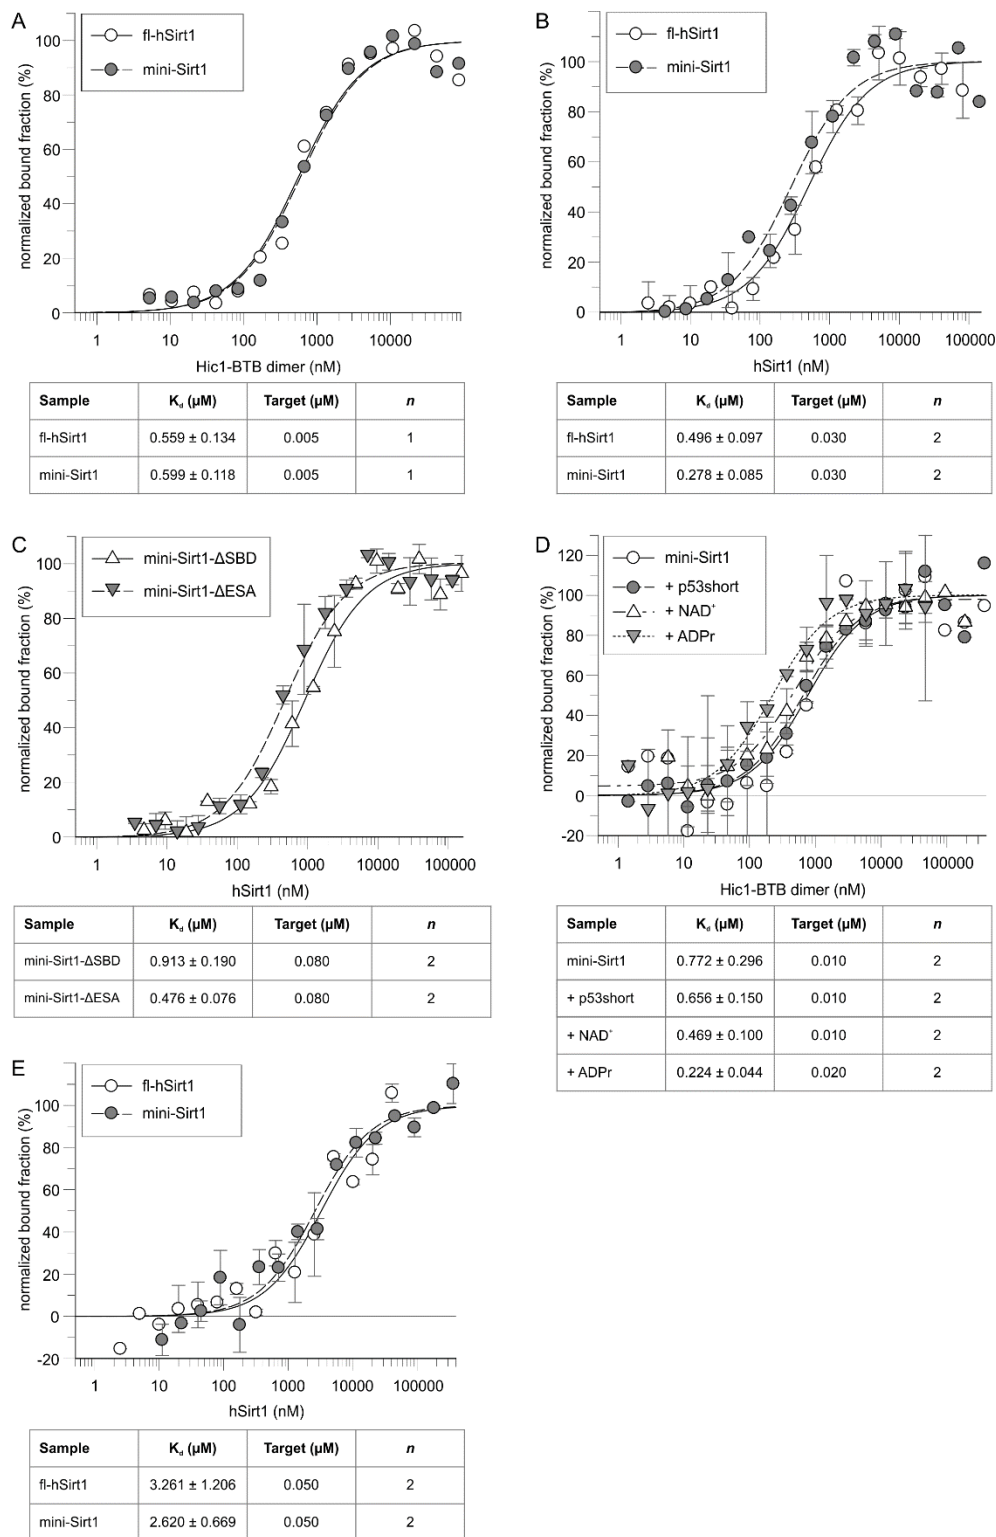 A
fl-hSirt1
mini-Sirt1
normalized bound fraction (%)
100
80
60
40
20
0
1 10 100 1000 10000
Hic1-BTB dimer (nM)
Sample K_d (µM) Target (µM) n
fl-hSirt1 0.559 ± 0.134 0.005 1
mini-Sirt1 0.599 ± 0.118 0.005 1
B
fl-hSirt1
mini-Sirt1
normalized bound fraction (%)
100
80
60
40
20
0
1 10 100 1000 10000 100000
hSirt1 (nM)
Sample K_d (µM) Target (µM) n
fl-hSirt1 0.496 ± 0.097 0.030 2
mini-Sirt1 0.278 ± 0.085 0.030 2
C
mini-Sirt1-ΔSBD
mini-Sirt1-ΔESA
normalized bound fraction (%)
100
80
60
40
20
0
1 10 100 1000 10000 100000
hSirt1 (nM)
Sample K_d (µM) Target (µM) n
mini-Sirt1-ΔSBD 0.913 ± 0.190 0.080 2
mini-Sirt1-ΔESA 0.476 ± 0.076 0.080 2
D
mini-Sirt1
+ p53short
+ NAD⁺
+ ADPr
normalized bound fraction (%)
120
100
80
60
40
20
0
-20
1 10 100 1000 10000 100000
Hic1-BTB dimer (nM)
Sample K_d (µM) Target (µM) n
mini-Sirt1 0.772 ± 0.296 0.010 2
+ p53short 0.656 ± 0.150 0.010 2
+ NAD⁺ 0.469 ± 0.100 0.010 2
+ ADPr 0.224 ± 0.044 0.020 2
E
fl-hSirt1
mini-Sirt1
normalized bound fraction (%)
100
80
60
40
20
0
-20
1 10 100 1000 10000 100000
hSirt1 (nM)
Sample K_d (µM) Target (µM) n
fl-hSirt1 3.261 ± 1.206 0.050 2
mini-Sirt1 2.620 ± 0.669 0.050 2